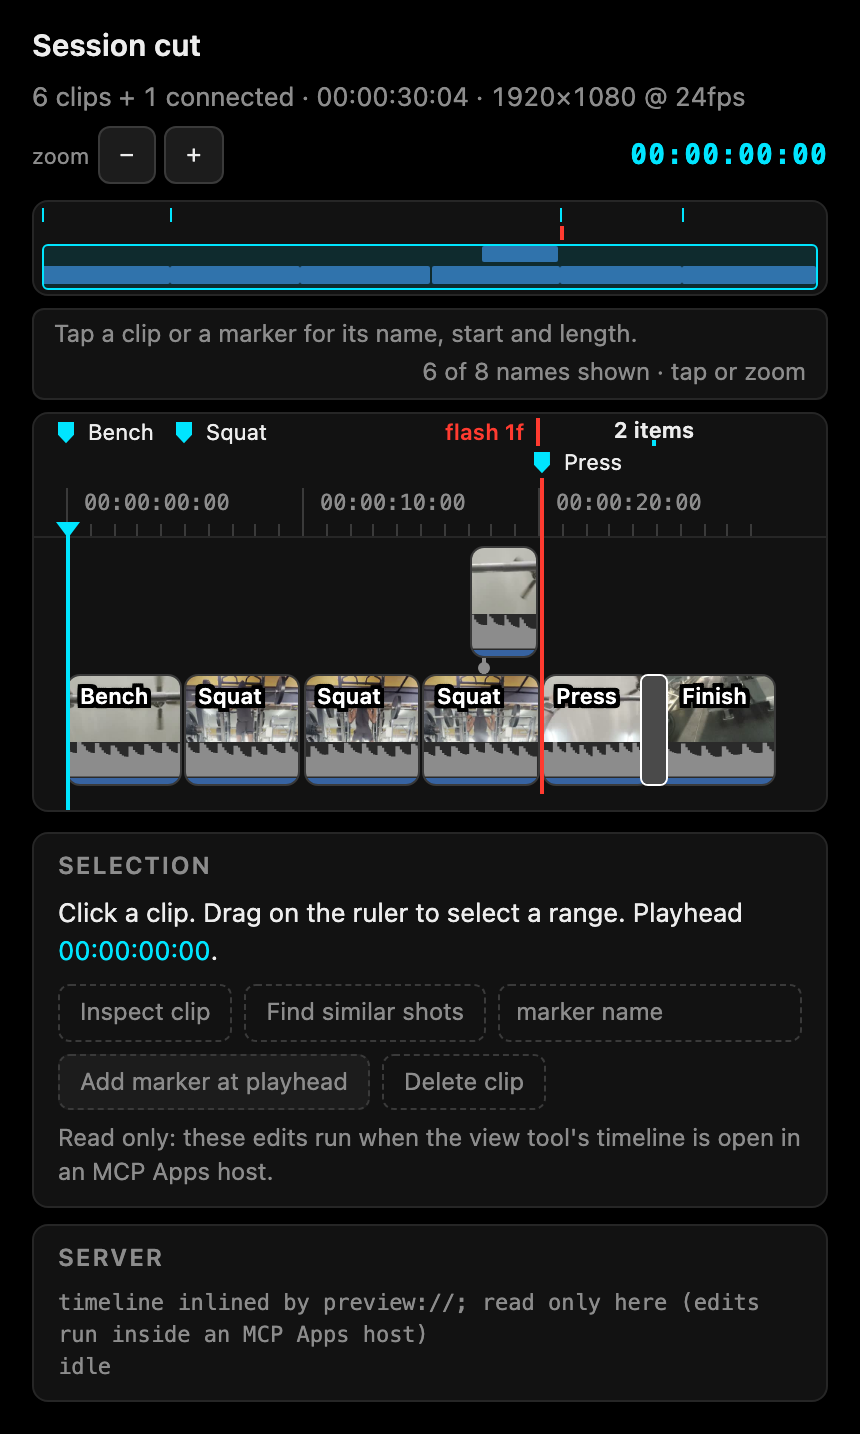 Session cut
6 clips + 1 connected · 00:00:30:04 · 1920×1080 @ 24fps
zoom − + 00:00:00:00
Tap a clip or a marker for its name, start and length.
6 of 8 names shown · tap or zoom
Bench Squat flash 1f 2 items
Press
00:00:00:00 00:00:10:00 00:00:20:00
Bench Squat Squat Squat Press Finish
SELECTION
Click a clip. Drag on the ruler to select a range. Playhead
00:00:00:00.
Inspect clip Find similar shots marker name
Add marker at playhead Delete clip
Read only: these edits run when the view tool's timeline is open in
an MCP Apps host.
SERVER
timeline inlined by preview://; read only here (edits
run inside an MCP Apps host)
idle